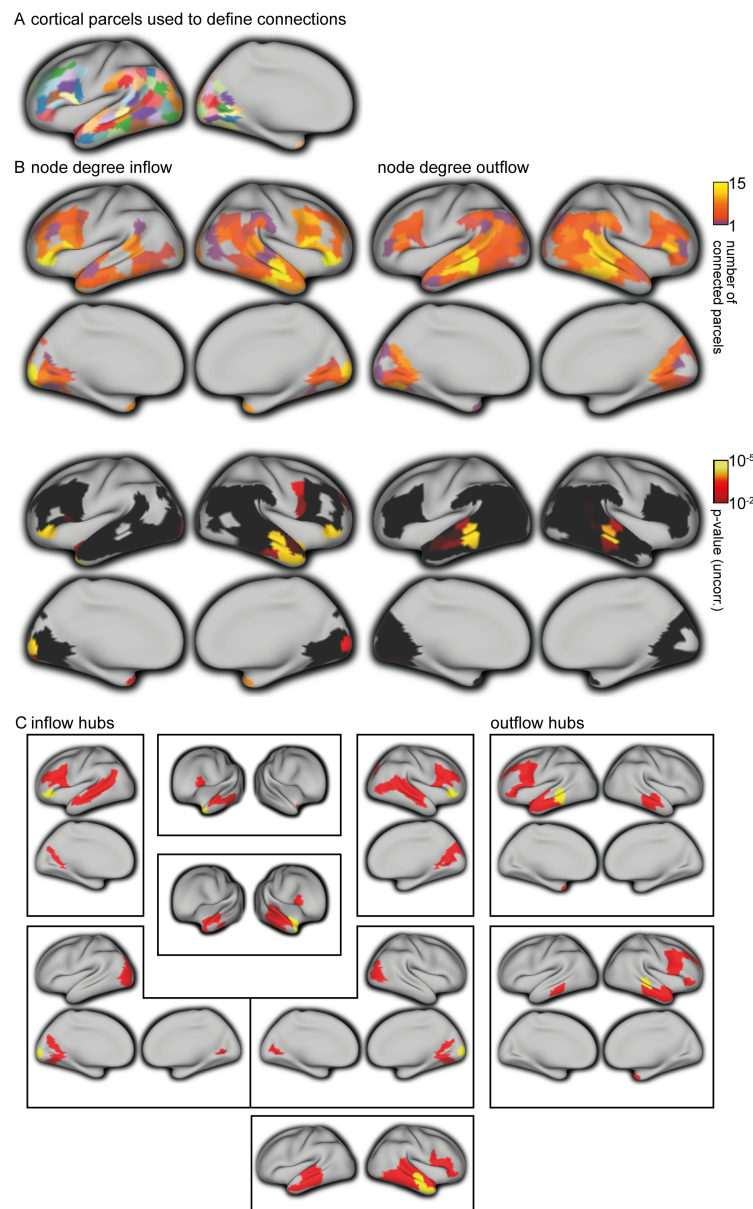 A cortical parcels used to define connections
B node degree inflow
node degree outflow
15
1
number of
connected parcels
10-5
10-2
p-value (uncorr.)
C inflow hubs
outflow hubs